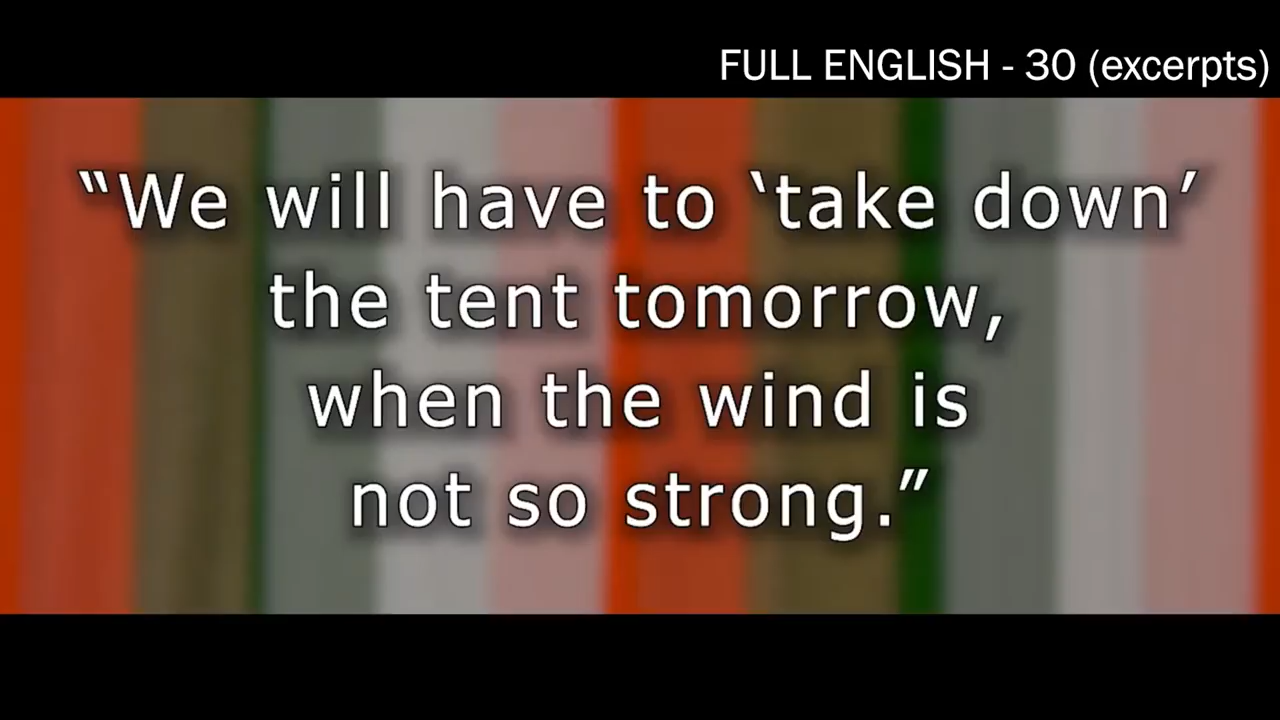 FULL ENGLISH - 30 (excerpts)
“We will have to ‘take down’
the tent tomorrow,
when the wind is
not so strong.”